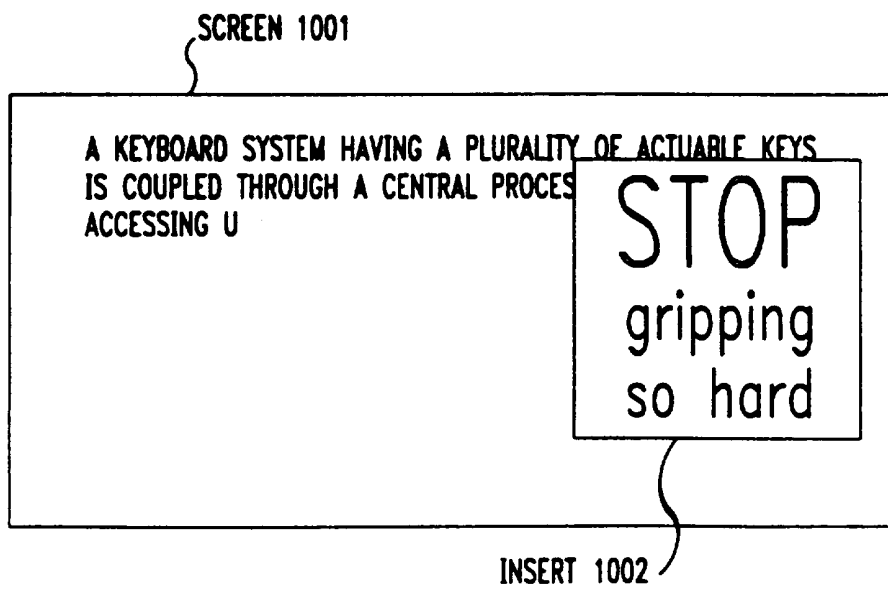 SCREEN 1001
A KEYBOARD SYSTEM HAVING A PLURALITY OF ACTUABLE KEYS
IS COUPLED THROUGH A CENTRAL PROCES
ACCESSING U
STOP
gripping
so hard
INSERT 1002